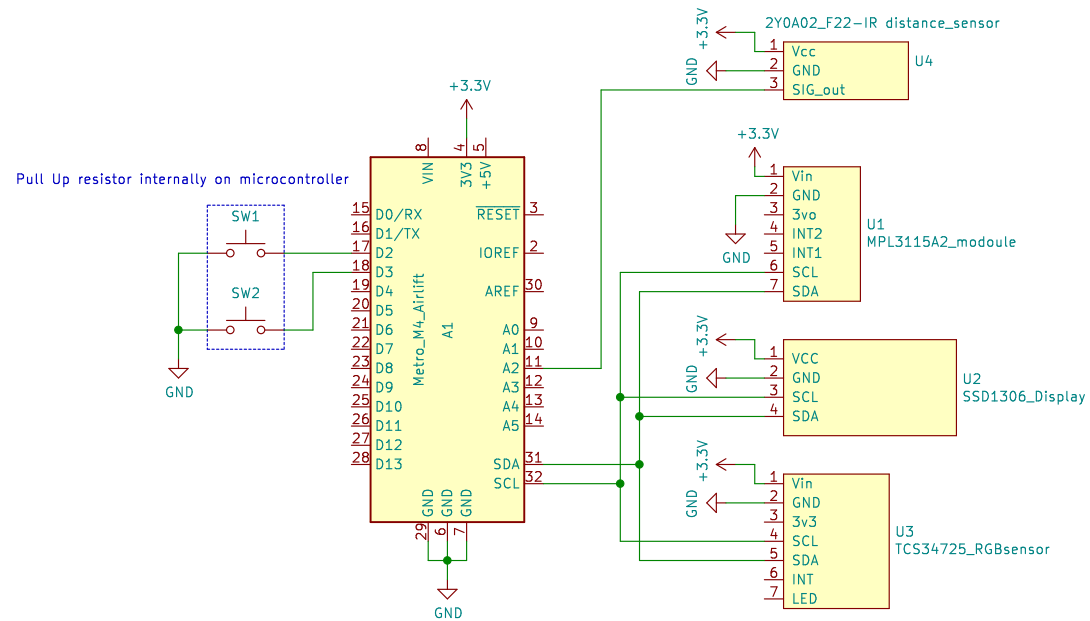 2Y0A02_F22-IR distance_sensor
+3.3V
GND
1 Vcc
2 GND
3 SIG_out
U4
+3.3V
8 VIN
4 3V3
5 +5V
Pull Up resistor internally on microcontroller
SW1
SW2
GND
15 D0/RX
16 D1/TX
17 D2
18 D3
19 D4
20 D5
21 D6
22 D7
23 D8
24 D9
25 D10
26 D11
27 D12
28 D13
Metro_M4_Airlift
A1
RESET 3
IOREF 2
AREF 30
A0 9
A1 10
A2 11
A3 12
A4 13
A5 14
SDA 31
SCL 32
29 GND
6 GND
7 GND
GND
+3.3V
GND
1 Vin
2 GND
3 3vo
4 INT2
5 INT1
6 SCL
7 SDA
U1
MPL3115A2_modoule
+3.3V
GND
1 VCC
2 GND
3 SCL
4 SDA
U2
SSD1306_Display
+3.3V
GND
1 Vin
2 GND
3 3v3
4 SCL
5 SDA
6 INT
7 LED
U3
TCS34725_RGBsensor